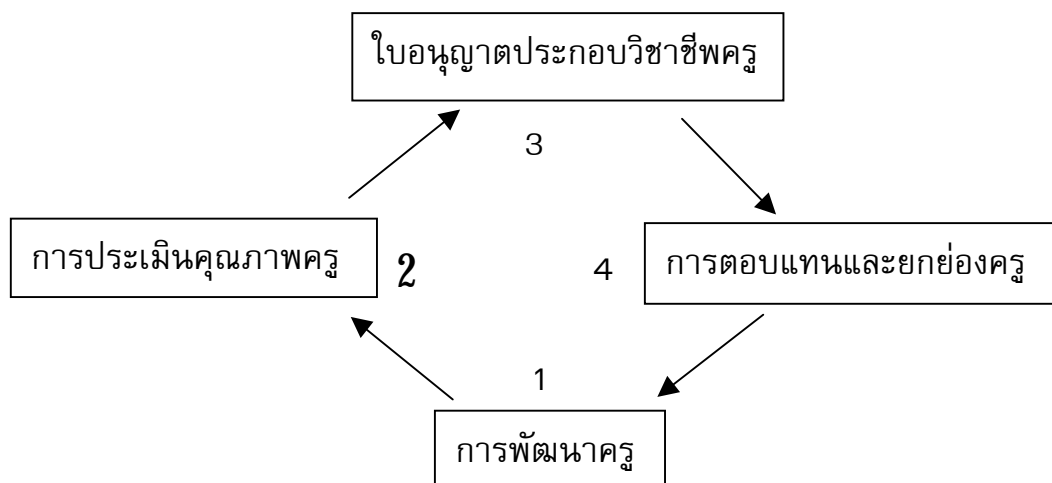 ใบอนุญาตประกอบวิชาชีพครู
3
การประเมินคุณภาพครู
2
4
การตอบแทนและยกย่องครู
1
การพัฒนาครู